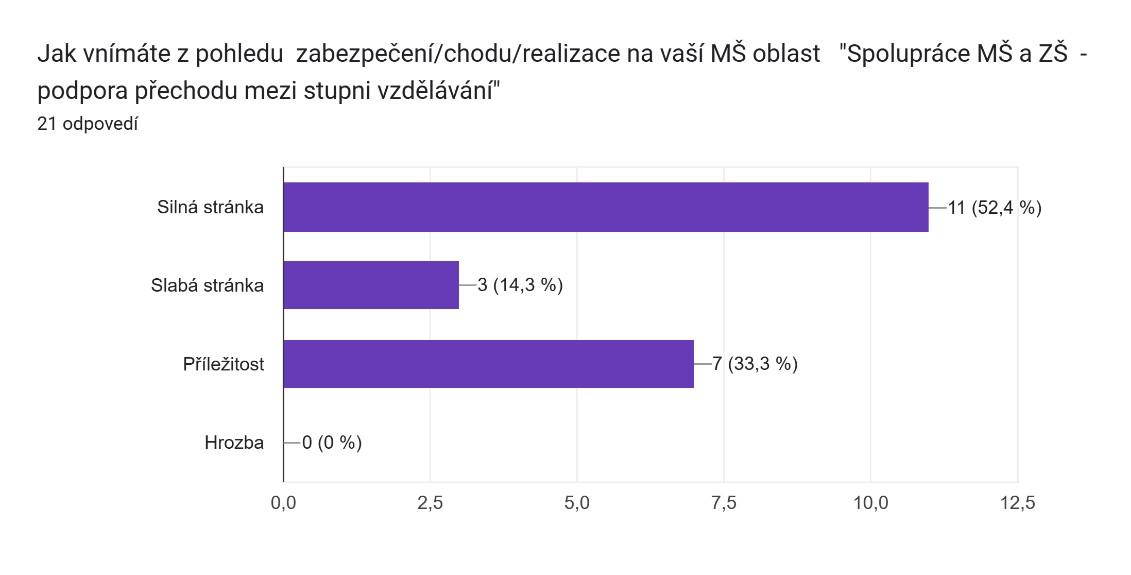 Jak vnímáte z pohledu  zabezpečení/chodu/realizace na vaší MŠ oblast   "Spolupráce MŠ a ZŠ  -
podpora přechodu mezi stupni vzdělávání"
21 odpovedí
Silná stránka
11 (52,4 %)
Slabá stránka
3 (14,3 %)
Příležitost
7 (33,3 %)
Hrozba
0 (0 %)
0,0 2,5 5,0 7,5 10,0 12,5